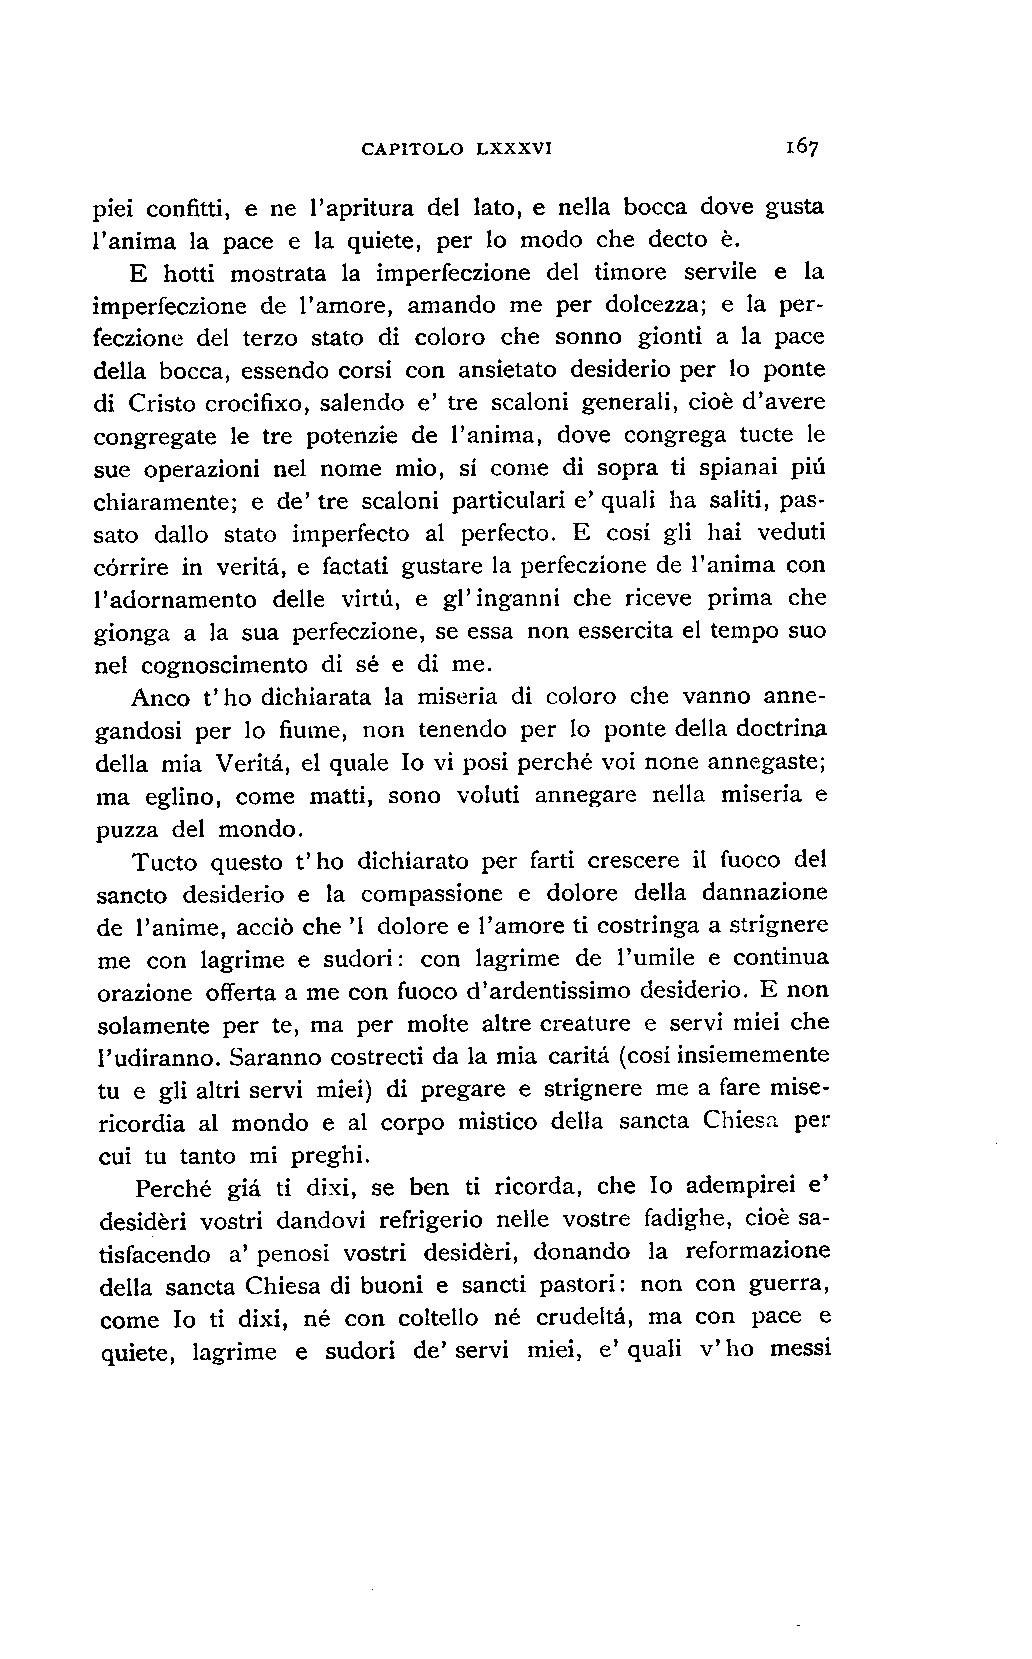 CAPITOLO LXXXVI 167
piei confitti, e ne l'apritura del lato, e nella bocca dove gusta
l'anima la pace e la quiete, per lo modo che decto è.
E hotti mostrata la imperfeczione del timore servile e la
imperfeczione de l'amore, amando me per dolcezza; e la per-
feczione del terzo stato di coloro che sonno gionti a la pace
della bocca, essendo corsi con ansietato desiderio per lo ponte
di Cristo crocifixo, salendo e' tre scaloni generali, cioè d'avere
congregate le tre potenzie de l'anima, dove congrega tucte le
sue operazioni nel nome mio, sí come di sopra ti spianai piú
chiaramente; e de' tre scaloni particulari e' quali ha saliti, pas-
sato dallo stato imperfecto al perfecto. E cosí gli hai veduti
córrire in veritá, e factati gustare la perfeczione de l'anima con
l'adornamento delle virtú, e gl'inganni che riceve prima che
gionga a la sua perfeczione, se essa non essercita el tempo suo
nel cognoscimento di sé e di me.
Anco t'ho dichiarata la miseria di coloro che vanno anne-
gandosi per lo fiume, non tenendo per lo ponte della doctrina
della mia Veritá, el quale Io vi posi perché voi none annegaste;
ma eglino, come matti, sono voluti annegare nella miseria e
puzza del mondo.
Tucto questo t'ho dichiarato per farti crescere il fuoco del
sancto desiderio e la compassione e dolore della dannazione
de l'anime, acciò che 'l dolore e l'amore ti costringa a strignere
me con lagrime e sudori: con lagrime de l'umile e continua
orazione offerta a me con fuoco d'ardentissimo desiderio. E non
solamente per te, ma per molte altre creature e servi miei che
l'udiranno. Saranno costrecti da la mia caritá (cosí insiememente
tu e gli altri servi miei) di pregare e strignere me a fare mise-
ricordia al mondo e al corpo mistico della sancta Chiesa per
cui tu tanto mi preghi.
Perché giá ti dixi, se ben ti ricorda, che Io adempirei e'
desidèri vostri dandovi refrigerio nelle vostre fadighe, cioè sa-
tisfacendo a' penosi vostri desidèri, donando la reformazione
della sancta Chiesa di buoni e sancti pastori: non con guerra,
come Io ti dixi, né con coltello né crudeltá, ma con pace e
quiete, lagrime e sudori de' servi miei, e' quali v'ho messi